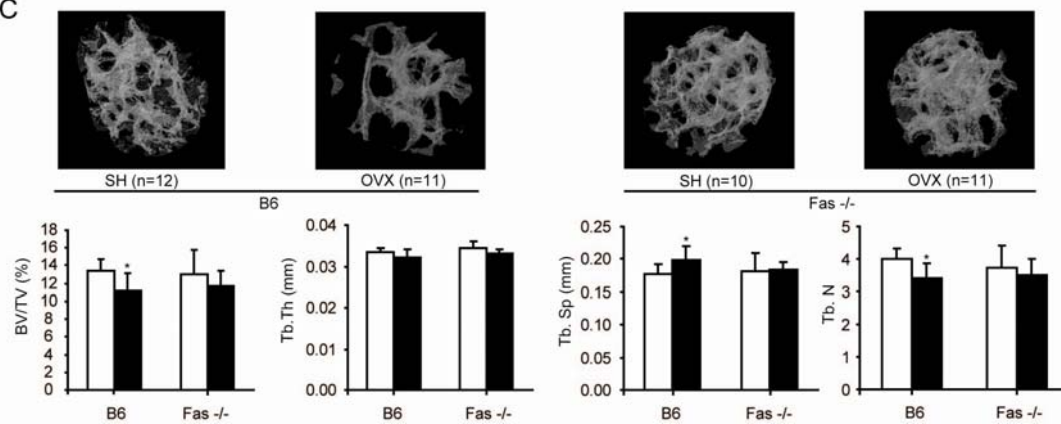 C
SH (n=12)
OVX (n=11)
SH (n=10)
OVX (n=11)
B6
Fas -/-
BV/TV (%)
18
16
14
12
10
8
6
4
2
0
*
B6
Fas -/-
Tb.Th (mm)
0.04
0.03
0.02
0.01
0.00
B6
Fas -/-
Tb. Sp (mm)
0.25
0.20
0.15
0.10
0.05
0.00
*
B6
Fas -/-
Tb. N
5
4
3
2
1
0
*
B6
Fas -/-